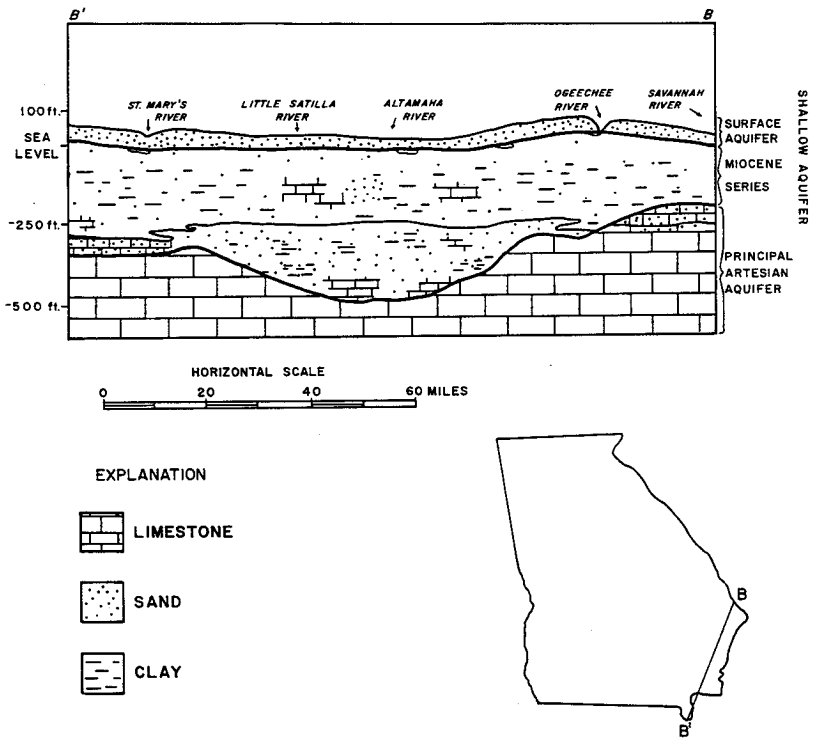 B' B
ST. MARY'S
RIVER
LITTLE SATILLA
RIVER
ALTAMAHA
RIVER
OGEECHEE
RIVER
SAVANNAH
RIVER
100 ft.
SEA
LEVEL
-250 ft.
-500 ft.
SURFACE
AQUIFER
MIOCENE
SERIES
PRINCIPAL
ARTESIAN
AQUIFER
SHALLOW AQUIFER
HORIZONTAL SCALE
0 20 40 60 MILES
EXPLANATION
LIMESTONE
SAND
CLAY
B
B'